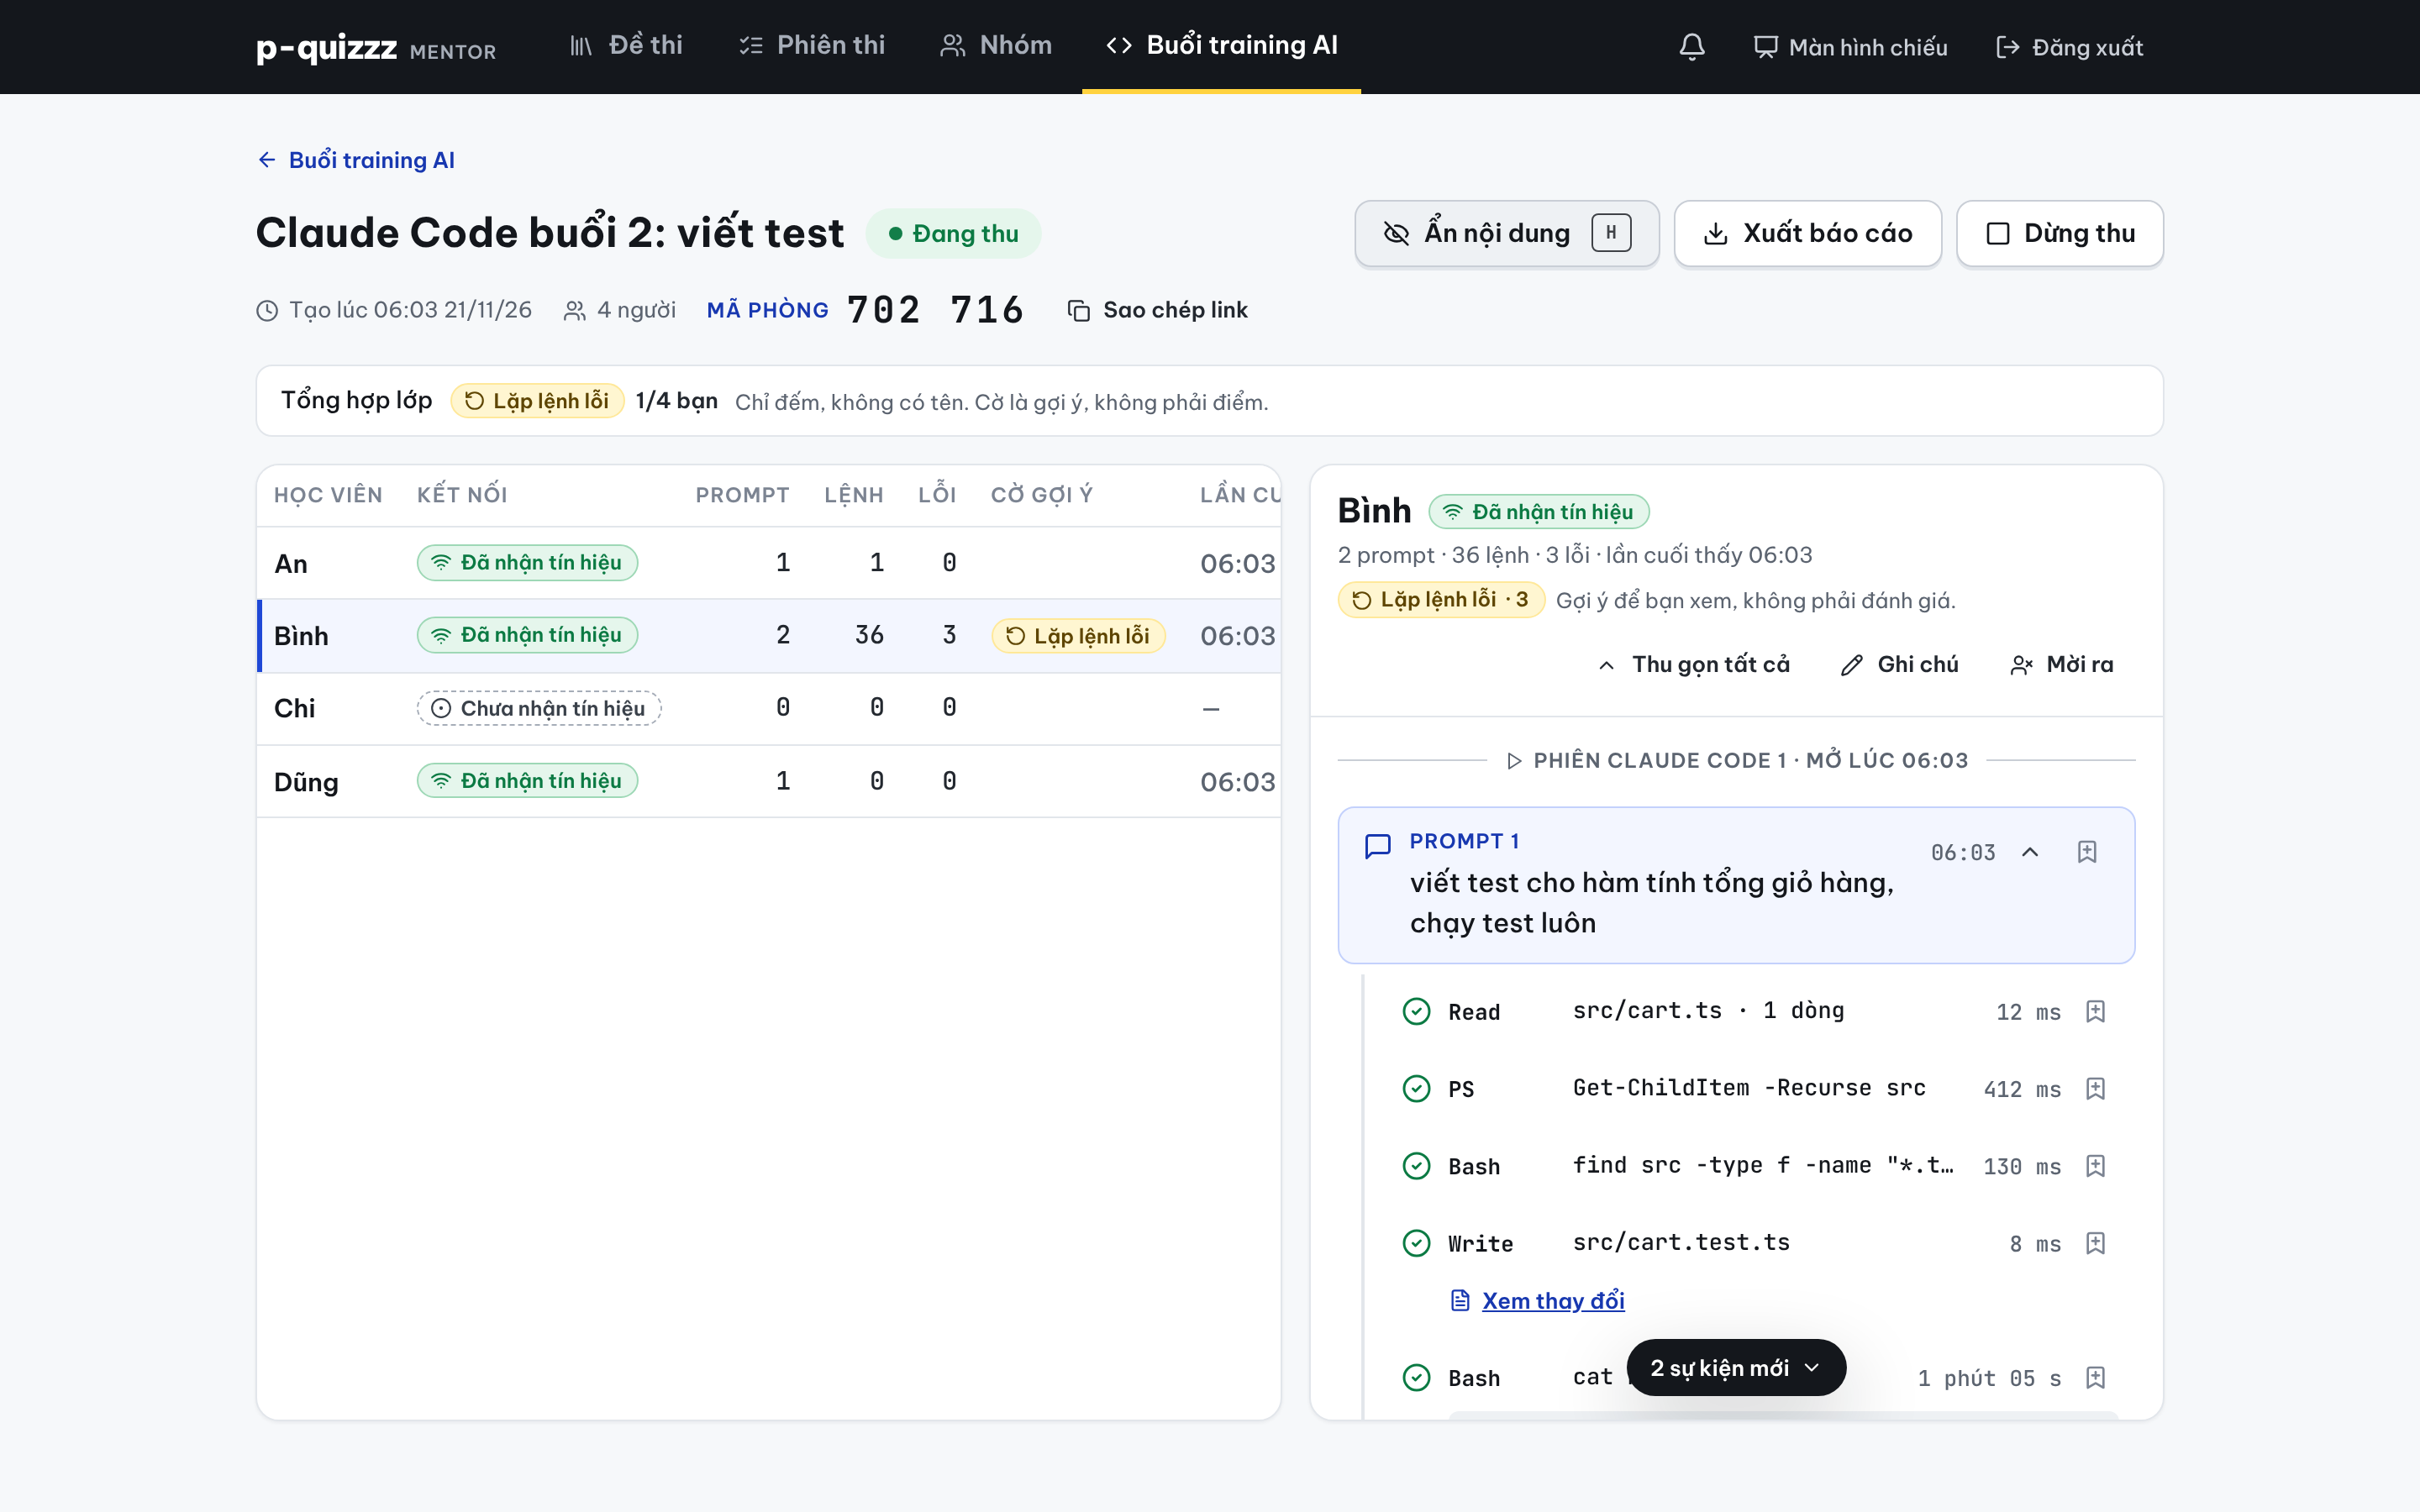 p-quizzz MENTOR Đề thi Phiên thi Nhóm Buổi training AI Màn hình chiếu Đăng xuất
Buổi training AI
Claude Code buổi 2: viết test Đang thu Ẩn nội dung H Xuất báo cáo Dừng thu
Tạo lúc 06:03 21/11/26 4 người MÃ PHÒNG 702 716 Sao chép link
Tổng hợp lớp Lặp lệnh lỗi 1/4 bạn Chỉ đếm, không có tên. Cờ là gợi ý, không phải điểm.
HỌC VIÊN KẾT NỐI PROMPT LỆNH LỖI CỜ GỢI Ý LẦN CU
An Đã nhận tín hiệu 1 1 0 06:03
Bình Đã nhận tín hiệu 2 36 3 Lặp lệnh lỗi 06:03
Chi Chưa nhận tín hiệu 0 0 0 —
Dũng Đã nhận tín hiệu 1 0 0 06:03
Bình Đã nhận tín hiệu
2 prompt · 36 lệnh · 3 lỗi · lần cuối thấy 06:03
Lặp lệnh lỗi · 3 Gợi ý để bạn xem, không phải đánh giá.
Thu gọn tất cả Ghi chú Mời ra
PHIÊN CLAUDE CODE 1 · MỞ LÚC 06:03
PROMPT 1 06:03
viết test cho hàm tính tổng giỏ hàng,
chạy test luôn
Read src/cart.ts · 1 dòng 12 ms
PS Get-ChildItem -Recurse src 412 ms
Bash find src -type f -name "*.t… 130 ms
Write src/cart.test.ts 8 ms
Xem thay đổi
Bash cat 1 phút 05 s
2 sự kiện mới